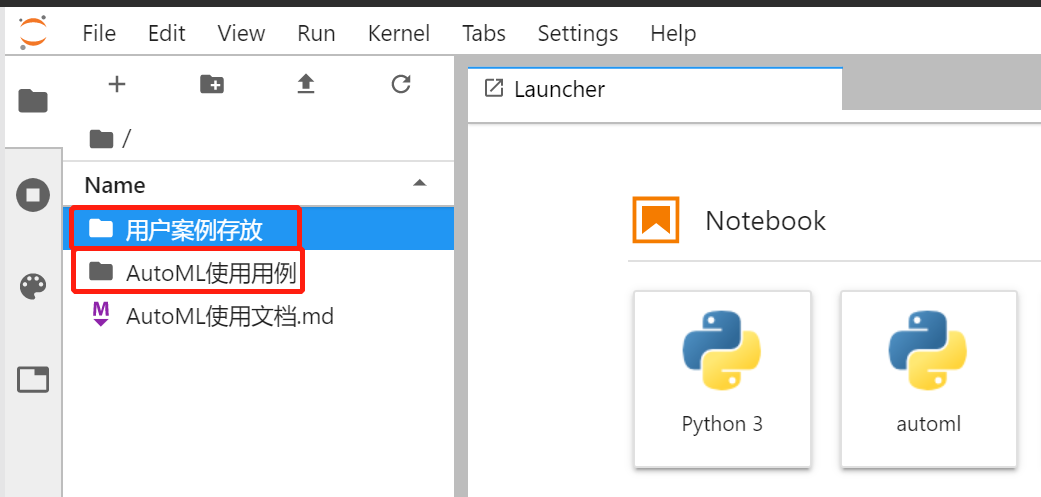 File Edit View Run Kernel Tabs Settings Help
Launcher
/
Name
用户案例存放
AutoML使用用例
M AutoML使用文档.md
Notebook
Python 3
automl